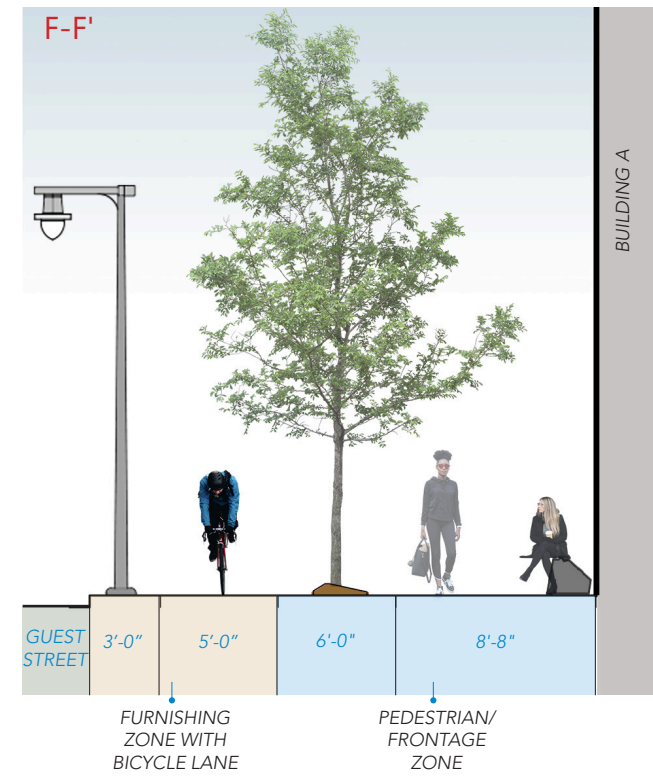 F-F'
BUILDING A
GUEST
STREET
3'-0”
5'-0”
6'-0"
8'-8"
FURNISHING
ZONE WITH
BICYCLE LANE
PEDESTRIAN/
FRONTAGE
ZONE